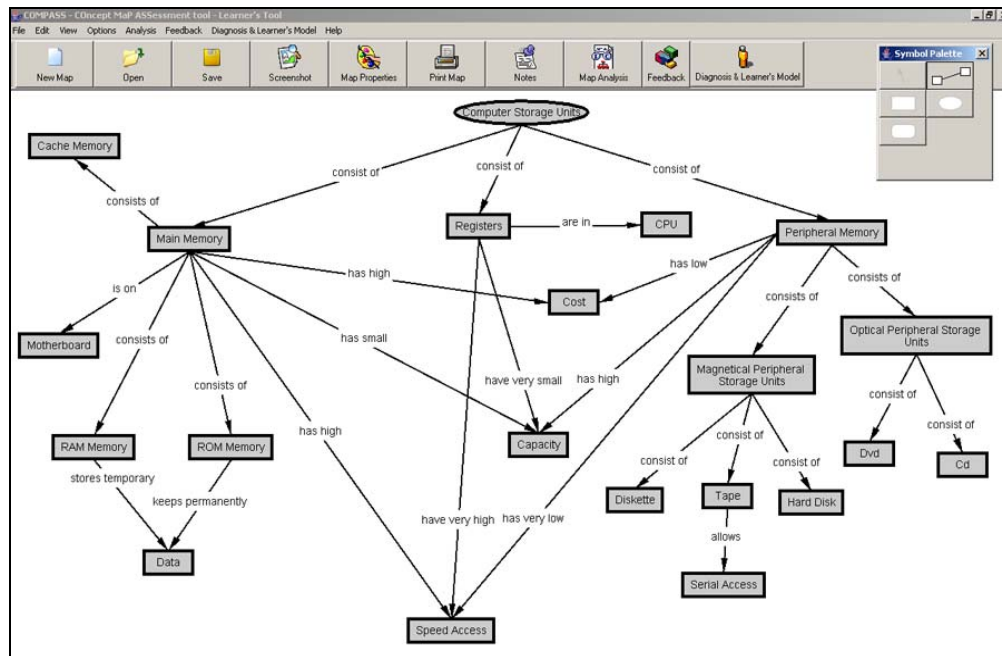 COMPASS - COncept MaP ASSessment tool - Learner's Tool
File Edit View Options Analysis Feedback Diagnosis & Learner's Model Help
Symbol Palette
New Map Open Save Screenshot Map Properties Print Map Notes Map Analysis Feedback Diagnosis & Learner's Model
Computer Storage Units
Cache Memory
consist of
consist of
consist of
consists of
Registers
are in
CPU
Main Memory
Peripheral Memory
has high
has low
is on
Cost
consists of
consists of
Motherboard
consists of
has small
Optical Peripheral Storage
Units
Magnetical Peripheral
Storage Units
have very small
has high
consists of
consist of
consist of
has high
RAM Memory
ROM Memory
Capacity
Dvd
Cd
consist of
consist of
consist of
stores temporary
keeps permanently
Diskette
Tape
Hard Disk
have very high
has very low
allows
Data
Serial Access
Speed Access